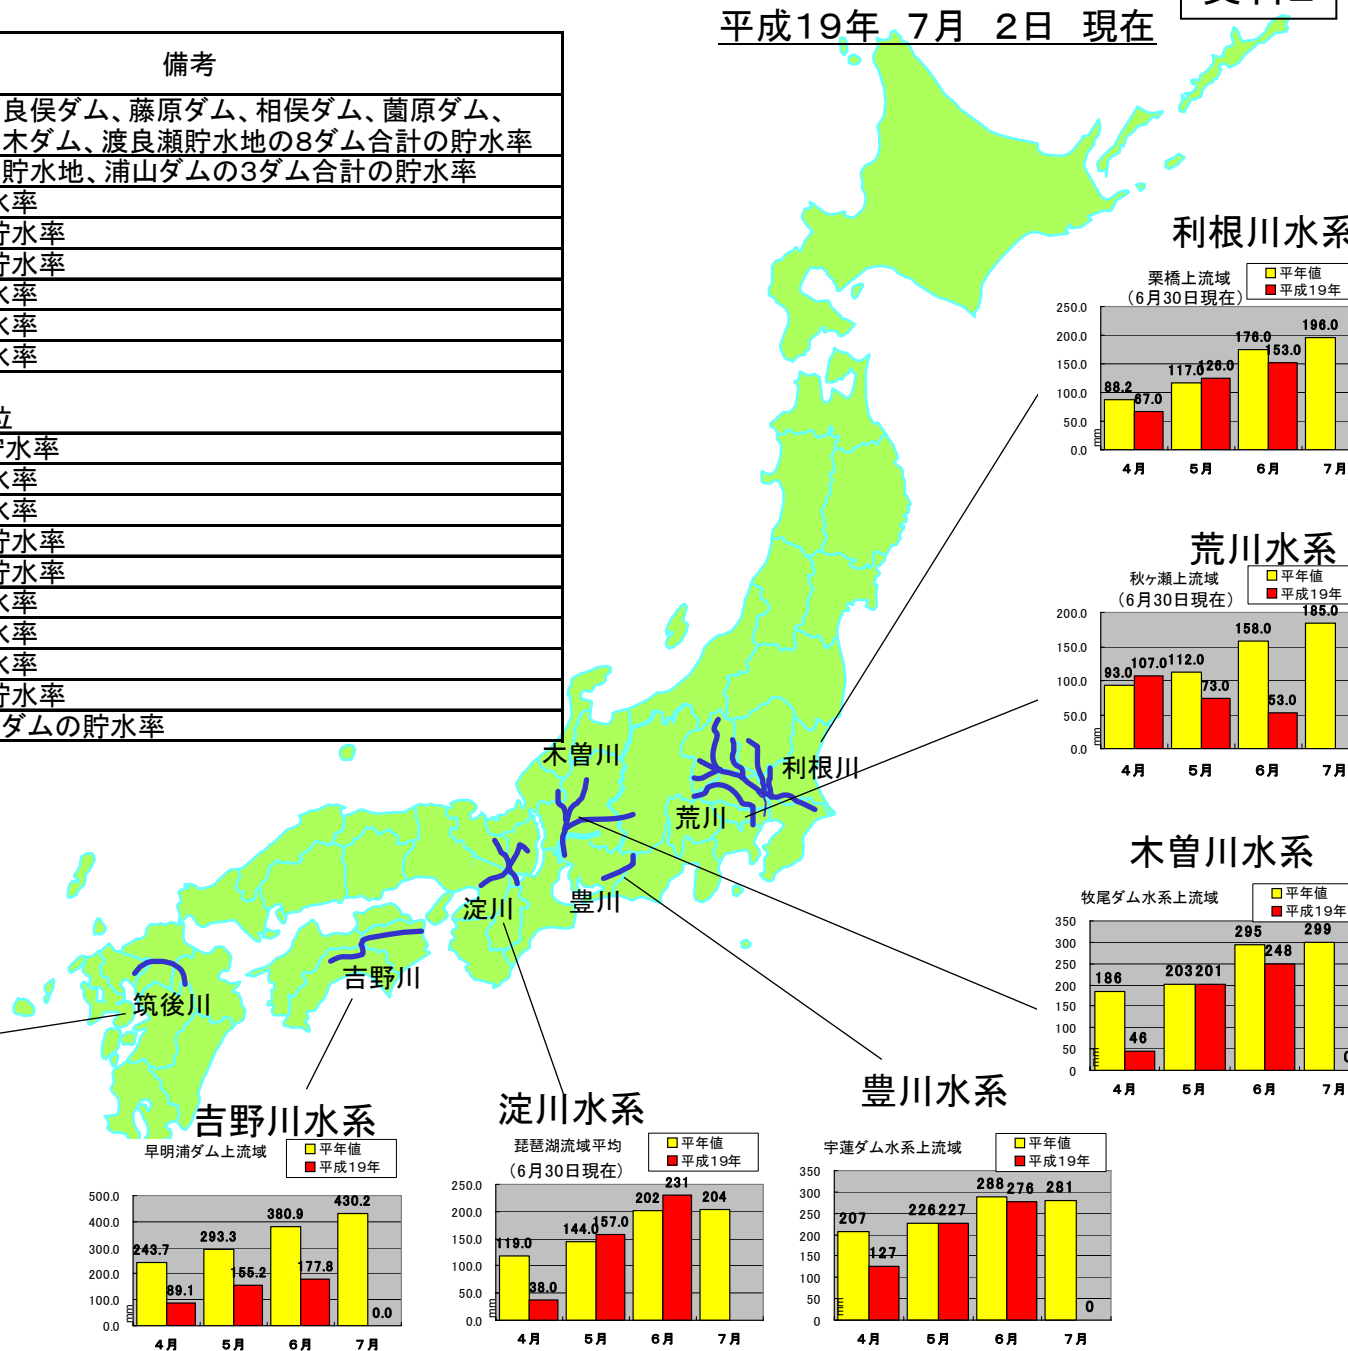 平成19年 7月 2日 現在
備考
良俣ダム、藤原ダム、相俣ダム、薗原ダム、
木ダム、渡良瀬貯水地の8ダム合計の貯水率
貯水地、浦山ダムの3ダム合計の貯水率
水率
貯水率
貯水率
水率
水率
水率
位
貯水率
水率
水率
貯水率
貯水率
水率
水率
水率
貯水率
ダムの貯水率
利根川水系
栗橋上流域
（6月30日現在）
平年値
平成19年
250.0
200.0
150.0
100.0
50.0
0.0
mm
88.2
67.0
117.0
126.0
176.0
153.0
196.0
4月 5月 6月 7月
荒川水系
秋ヶ瀬上流域
（6月30日現在）
平年値
平成19年
200.0
150.0
100.0
50.0
0.0
mm
93.0
107.0
112.0
73.0
158.0
53.0
185.0
4月 5月 6月 7月
木曽川
利根川
荒川
淀川
豊川
吉野川
筑後川
木曽川水系
牧尾ダム水系上流域
平年値
平成19年
350
300
250
200
150
100
50
0
mm
186
46
203
201
295
248
299
0
4月 5月 6月 7月
吉野川水系
早明浦ダム上流域
平年値
平成19年
500.0
400.0
300.0
200.0
100.0
0.0
mm
243.7
89.1
293.3
155.2
380.9
177.8
430.2
0.0
4月 5月 6月 7月
淀川水系
琵琶湖流域平均
（6月30日現在）
平年値
平成19年
250.0
200.0
150.0
100.0
50.0
0.0
mm
119.0
38.0
144.0
157.0
202
231
204
4月 5月 6月 7月
豊川水系
宇蓮ダム水系上流域
平年値
平成19年
350
300
250
200
150
100
50
0
mm
207
127
226
227
288
276
281
0
4月 5月 6月 7月